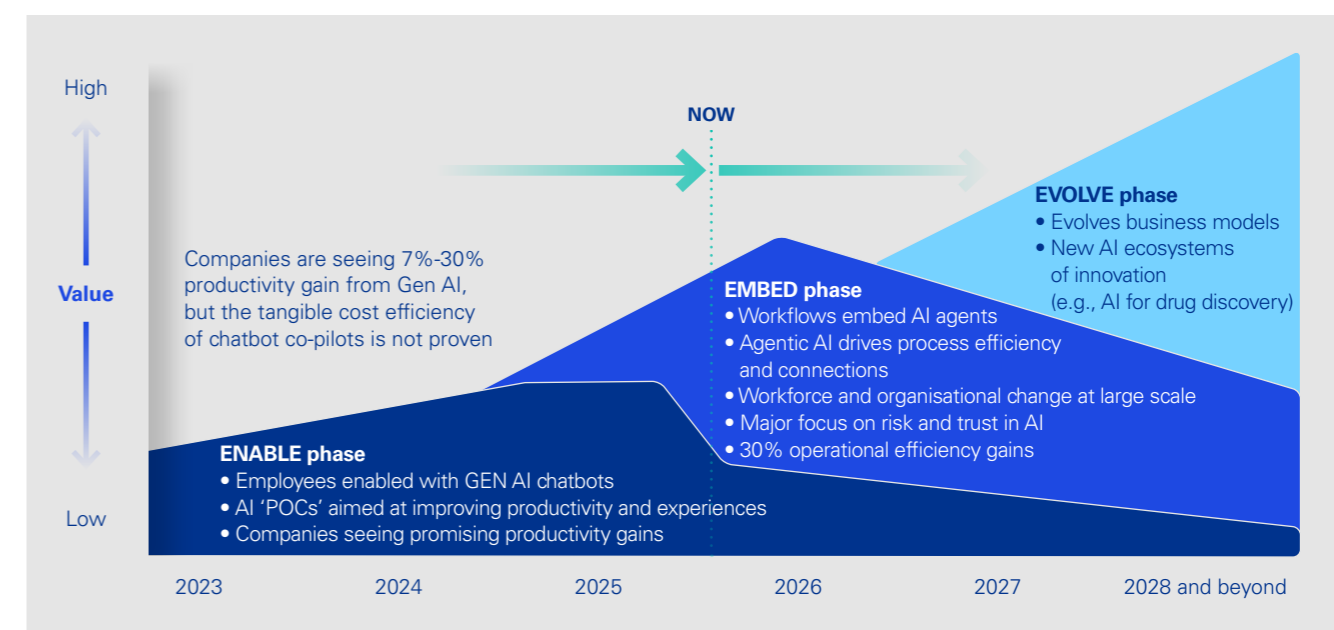 High
Value
Low
NOW
Companies are seeing 7%-30%
productivity gain from Gen AI,
but the tangible cost efficiency
of chatbot co-pilots is not proven
ENABLE phase
• Employees enabled with GEN AI chatbots
• AI ‘POCs’ aimed at improving productivity and experiences
• Companies seeing promising productivity gains
EMBED phase
• Workflows embed AI agents
• Agentic AI drives process efficiency
and connections
• Workforce and organisational change at large scale
• Major focus on risk and trust in AI
• 30% operational efficiency gains
EVOLVE phase
• Evolves business models
• New AI ecosystems
of innovation
(e.g., AI for drug discovery)
2023 2024 2025 2026 2027 2028 and beyond